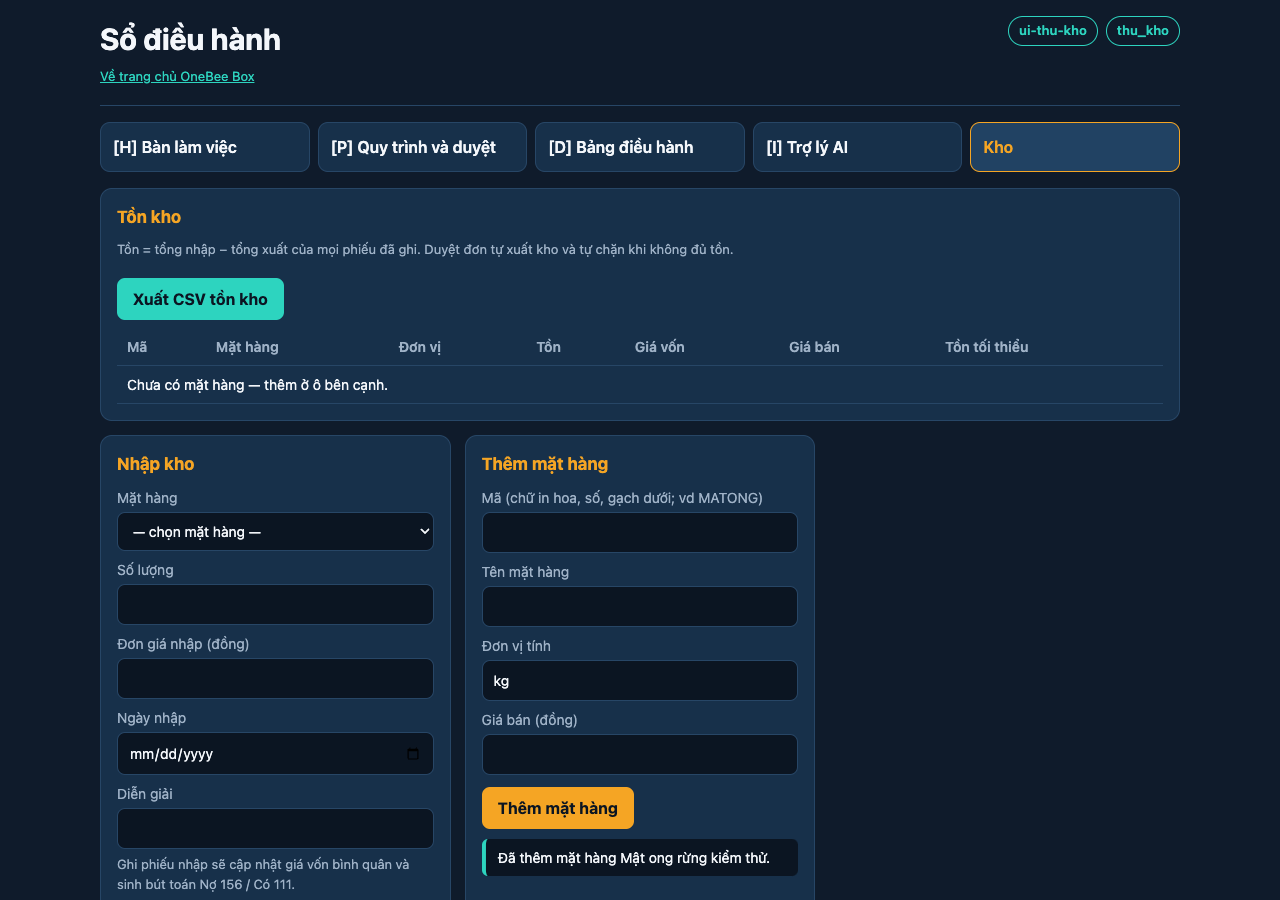 Sổ điều hành
ui-thu-kho
thu_kho
Về trang chủ OneBee Box
[H] Bàn làm việc
[P] Quy trình và duyệt
[D] Bảng điều hành
[I] Trợ lý AI
Kho
Tồn kho
Tồn = tổng nhập − tổng xuất của mọi phiếu đã ghi. Duyệt đơn tự xuất kho và tự chặn khi không đủ tồn.
Xuất CSV tồn kho
Mã Mặt hàng Đơn vị Tồn Giá vốn Giá bán Tồn tối thiểu
Chưa có mặt hàng — thêm ở ô bên cạnh.
Nhập kho
Mặt hàng
— chọn mặt hàng —
Số lượng
Đơn giá nhập (đồng)
Ngày nhập
mm/dd/yyyy
Diễn giải
Ghi phiếu nhập sẽ cập nhật giá vốn bình quân và
sinh bút toán Nợ 156 / Có 111.
Thêm mặt hàng
Mã (chữ in hoa, số, gạch dưới; vd MATONG)
Tên mặt hàng
Đơn vị tính
kg
Giá bán (đồng)
Thêm mặt hàng
Đã thêm mặt hàng Mật ong rừng kiểm thử.